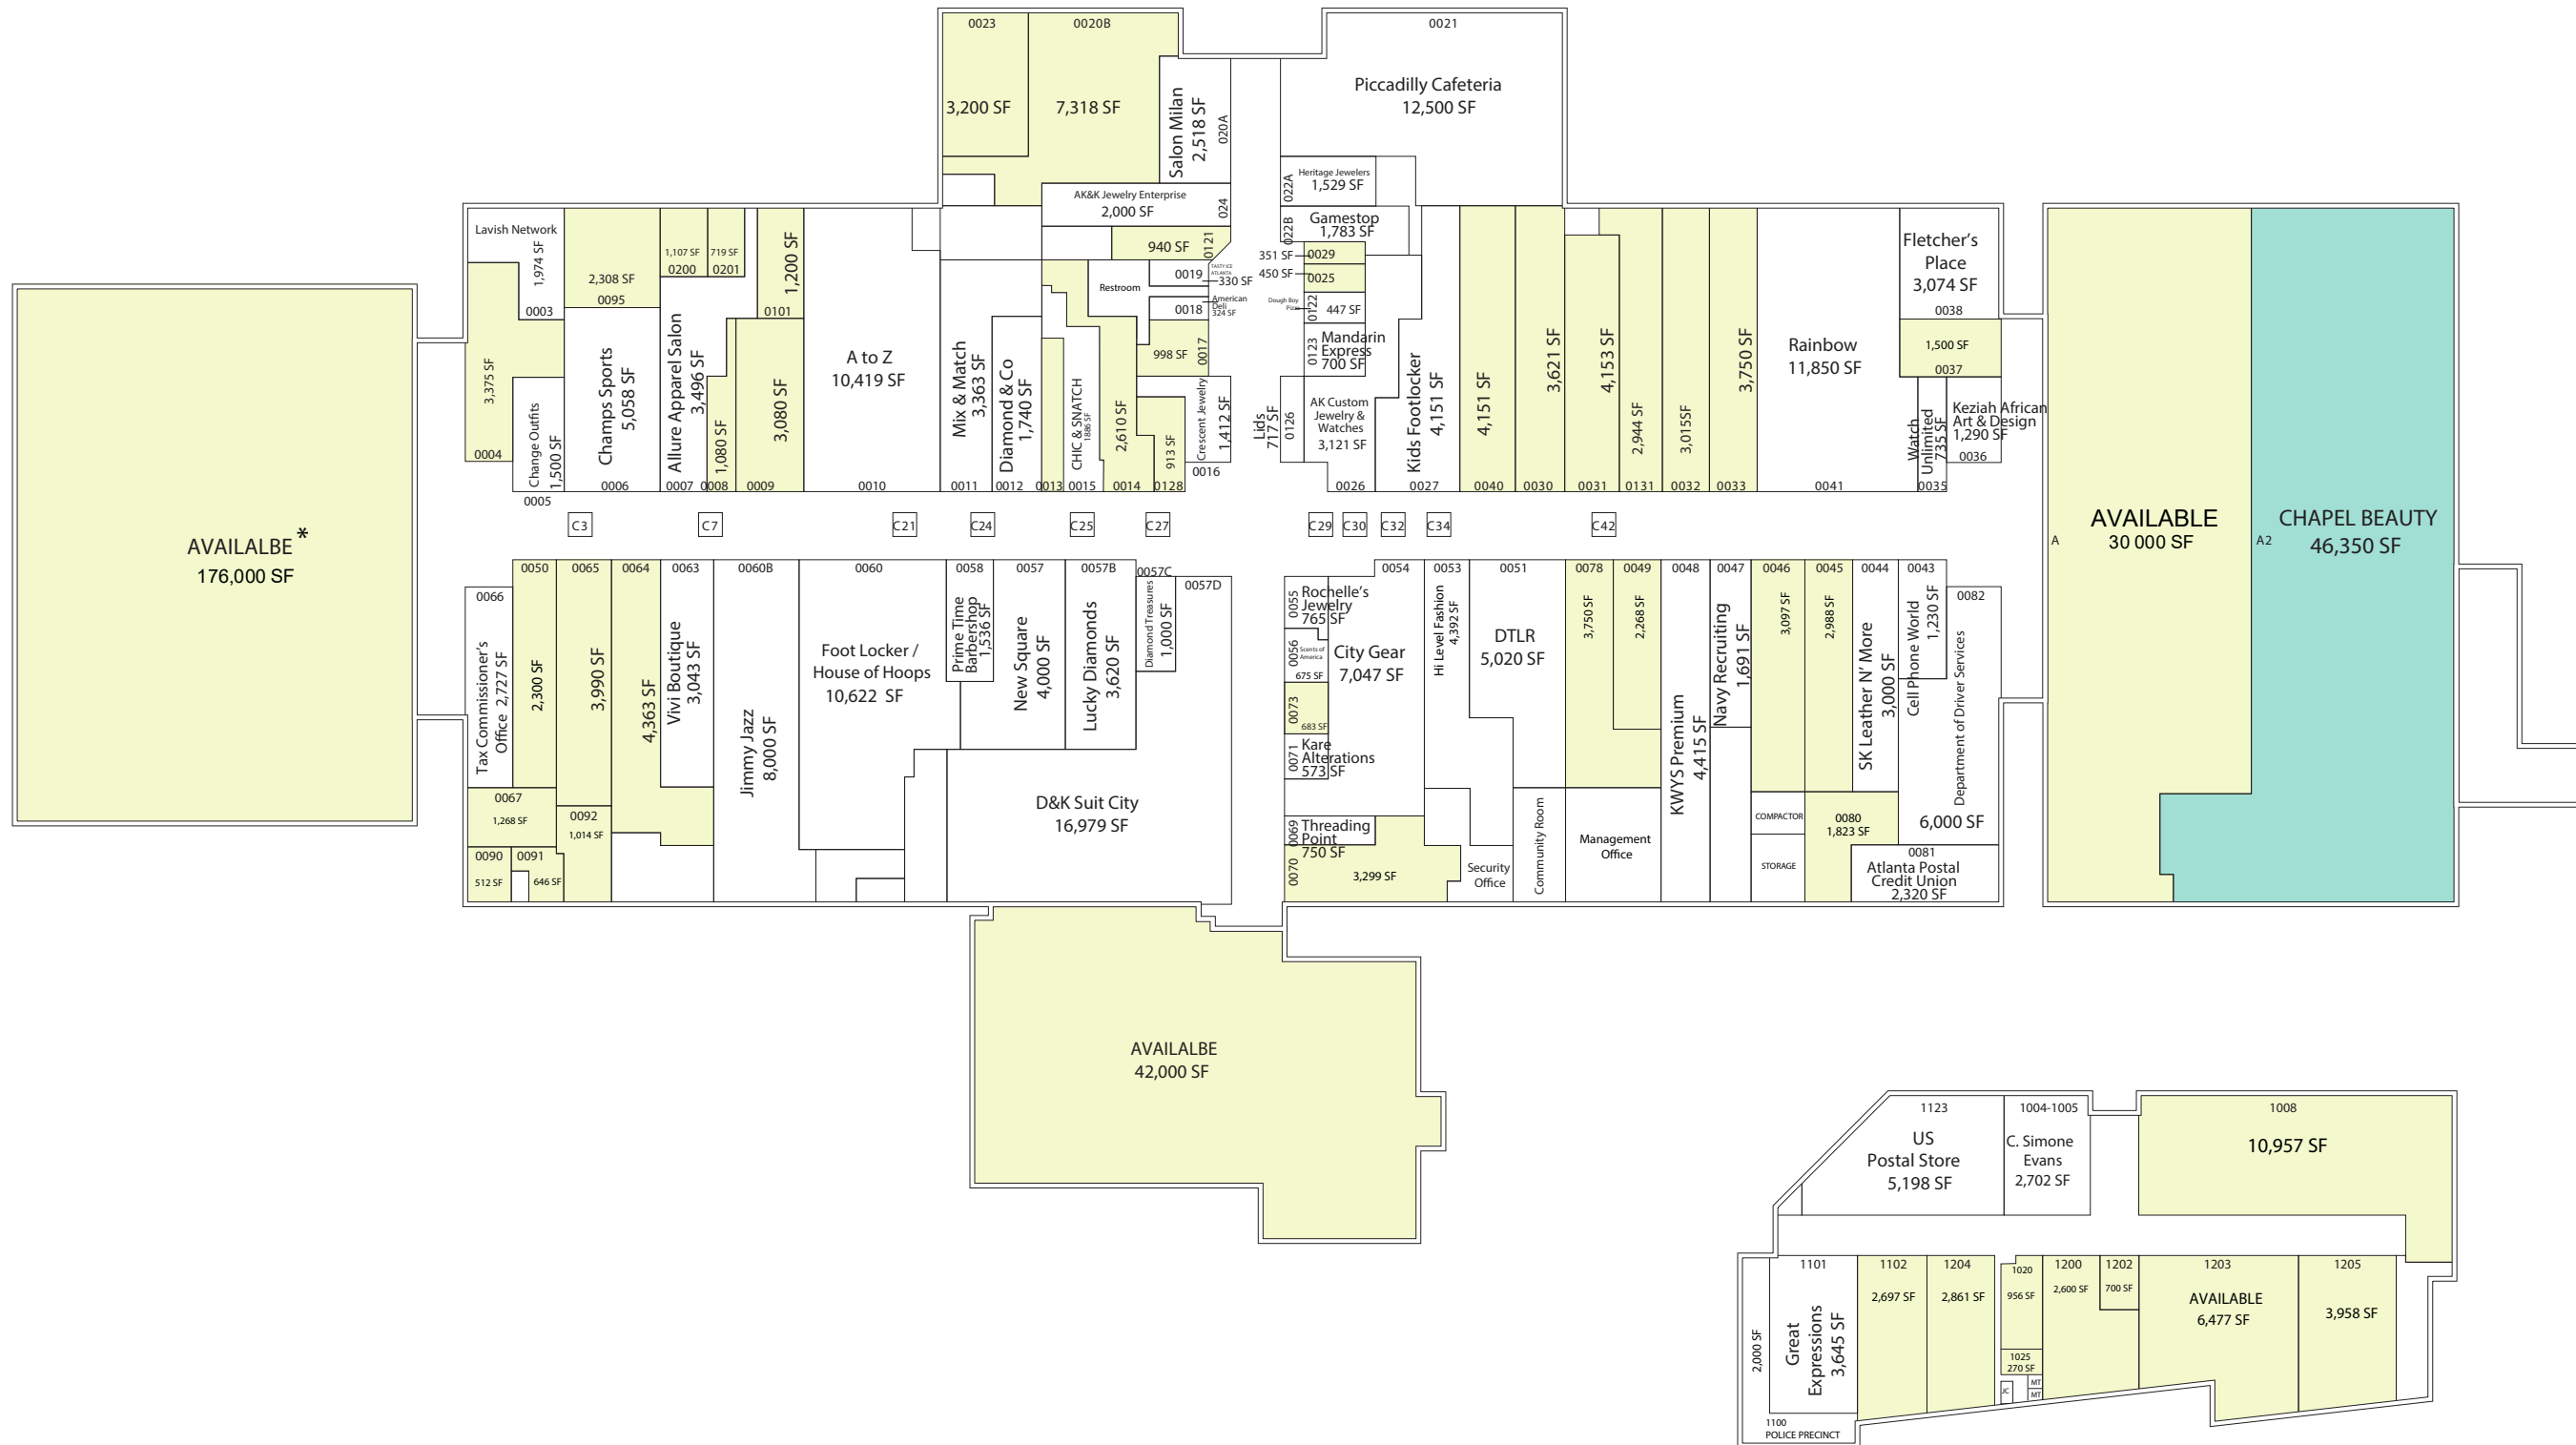 0023
0020B
0021
3,200 SF
7,318 SF
Salon Milan
2,518 SF
020A
Piccadilly Cafeteria
12,500 SF
AK&K Jewelry Enterprise
2,000 SF
024
022A
Heritage Jewelers
1,529 SF
022B
Gamestop
1,783 SF
940 SF
0121
351 SF
0029
450 SF
0025
0019
TASTY ICE
ATLANTA
330 SF
Restroom
0018
American
Deli
324 SF
Dough Boy
Pizza
0122
447 SF
998 SF
0017
0123
Mandarin
Express
700 SF
Lavish Network
1,974 SF
0003
2,308 SF
0095
1,107 SF
0200
719 SF
0201
1,200 SF
0101
3,375 SF
0004
Change Outfits
1,500 SF
0005
Champs Sports
5,058 SF
0006
Allure Apparel Salon
3,496 SF
0007
1,080 SF
0008
3,080 SF
0009
A to Z
10,419 SF
0010
Mix & Match
3,363 SF
0011
Diamond & Co
1,740 SF
0012
0013
CHIC & SNATCH
1886 SF
0015
2,610 SF
0014
913 SF
0128
Crescent Jewelry
1,412 SF
0016
Lids
717 SF
0126
AK Custom
Jewelry &
Watches
3,121 SF
0026
Kids Footlocker
4,151 SF
0027
4,151 SF
0040
3,621 SF
0030
4,153 SF
0031
2,944 SF
0131
3,015SF
0032
3,750 SF
0033
Rainbow
11,850 SF
0041
Fletcher's
Place
3,074 SF
0038
1,500 SF
0037
Watch
Unlimited
735 SF
0035
Keziah African
Art & Design
1,290 SF
0036
AVAILALBE*
176,000 SF
C3
C7
C21
C24
C25
C27
C29
C30
C32
C34
C42
A
AVAILABLE
30 000 SF
A2
CHAPEL BEAUTY
46,350 SF
0066
Tax Commissioner's
Office 2,727 SF
0050
2,300 SF
0065
3,990 SF
0064
4,363 SF
0063
Vivi Boutique
3,043 SF
0060B
Jimmy Jazz
8,000 SF
0060
Foot Locker /
House of Hoops
10,622 SF
0058
Prime Time
Barbershop
1,536 SF
0057
New Square
4,000 SF
0057B
Lucky Diamonds
3,620 SF
0057C
Diamond Treasures
1,000 SF
0057D
D&K Suit City
16,979 SF
0067
1,268 SF
0092
1,014 SF
0090
512 SF
0091
646 SF
0055
Rochelle's
Jewelry
765 SF
0056
Scents of
America
675 SF
0073
683 SF
0071
Kare
Alterations
573 SF
0069
Threading
Point
750 SF
0070
3,299 SF
0054
City Gear
7,047 SF
0053
Hi Level Fashion
4,392 SF
0051
DTLR
5,020 SF
Security
Office
Community Room
0078
3,750 SF
0049
2,268 SF
Management
Office
0048
KWYS Premium
4,415 SF
0047
Navy Recruiting
1,691 SF
0046
3,097 SF
COMPACTOR
STORAGE
0045
2,988 SF
0080
1,823 SF
0044
SK Leather N' More
3,000 SF
0043
Cell Phone World
1,230 SF
0082
Department of Driver Services
6,000 SF
0081
Atlanta Postal
Credit Union
2,320 SF
AVAILALBE
42,000 SF
1123
US
Postal Store
5,198 SF
1004-1005
C. Simone
Evans
2,702 SF
1008
10,957 SF
2,000 SF
1100
POLICE PRECINCT
1101
Great
Expressions
3,645 SF
1102
2,697 SF
1204
2,861 SF
1020
956 SF
1025
270 SF
JC
MT
MT
1200
2,600 SF
1202
700 SF
1203
AVAILABLE
6,477 SF
1205
3,958 SF